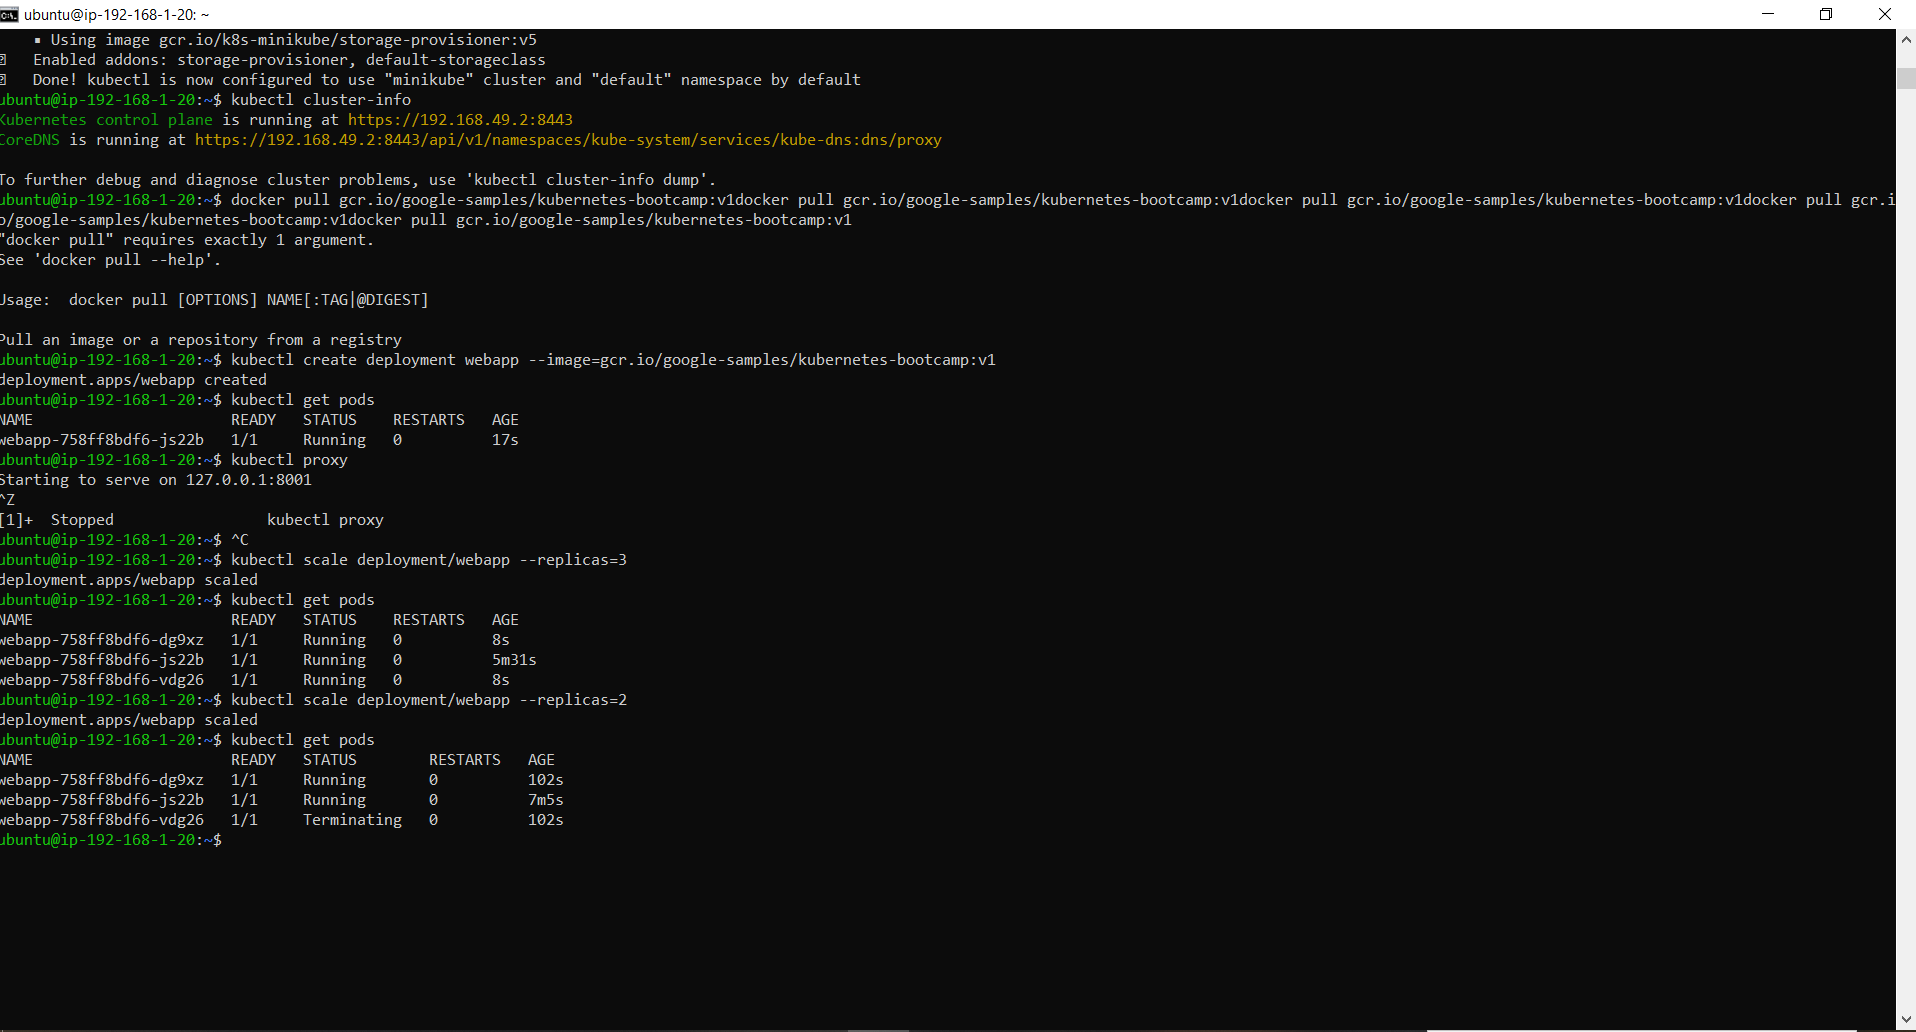 ubuntu@ip-192-168-1-20: ~
▪ Using image gcr.io/k8s-minikube/storage-provisioner:v5
Enabled addons: storage-provisioner, default-storageclass
Done! kubectl is now configured to use "minikube" cluster and "default" namespace by default
ubuntu@ip-192-168-1-20:~$ kubectl cluster-info
Kubernetes control plane is running at https://192.168.49.2:8443
CoreDNS is running at https://192.168.49.2:8443/api/v1/namespaces/kube-system/services/kube-dns:dns/proxy
To further debug and diagnose cluster problems, use 'kubectl cluster-info dump'.
ubuntu@ip-192-168-1-20:~$ docker pull gcr.io/google-samples/kubernetes-bootcamp:v1docker pull gcr.io/google-samples/kubernetes-bootcamp:v1docker pull gcr.io/google-samples/kubernetes-bootcamp:v1docker pull gcr.i
o/google-samples/kubernetes-bootcamp:v1docker pull gcr.io/google-samples/kubernetes-bootcamp:v1
"docker pull" requires exactly 1 argument.
See 'docker pull --help'.
Usage:  docker pull [OPTIONS] NAME[:TAG|@DIGEST]
Pull an image or a repository from a registry
ubuntu@ip-192-168-1-20:~$ kubectl create deployment webapp --image=gcr.io/google-samples/kubernetes-bootcamp:v1
deployment.apps/webapp created
ubuntu@ip-192-168-1-20:~$ kubectl get pods
NAME                      READY   STATUS    RESTARTS   AGE
webapp-758ff8bdf6-js22b   1/1     Running   0          17s
ubuntu@ip-192-168-1-20:~$ kubectl proxy
Starting to serve on 127.0.0.1:8001
^Z
[1]+  Stopped                 kubectl proxy
ubuntu@ip-192-168-1-20:~$ ^C
ubuntu@ip-192-168-1-20:~$ kubectl scale deployment/webapp --replicas=3
deployment.apps/webapp scaled
ubuntu@ip-192-168-1-20:~$ kubectl get pods
NAME                      READY   STATUS    RESTARTS   AGE
webapp-758ff8bdf6-dg9xz   1/1     Running   0          8s
webapp-758ff8bdf6-js22b   1/1     Running   0          5m31s
webapp-758ff8bdf6-vdg26   1/1     Running   0          8s
ubuntu@ip-192-168-1-20:~$ kubectl scale deployment/webapp --replicas=2
deployment.apps/webapp scaled
ubuntu@ip-192-168-1-20:~$ kubectl get pods
NAME                      READY   STATUS        RESTARTS   AGE
webapp-758ff8bdf6-dg9xz   1/1     Running       0          102s
webapp-758ff8bdf6-js22b   1/1     Running       0          7m5s
webapp-758ff8bdf6-vdg26   1/1     Terminating   0          102s
ubuntu@ip-192-168-1-20:~$